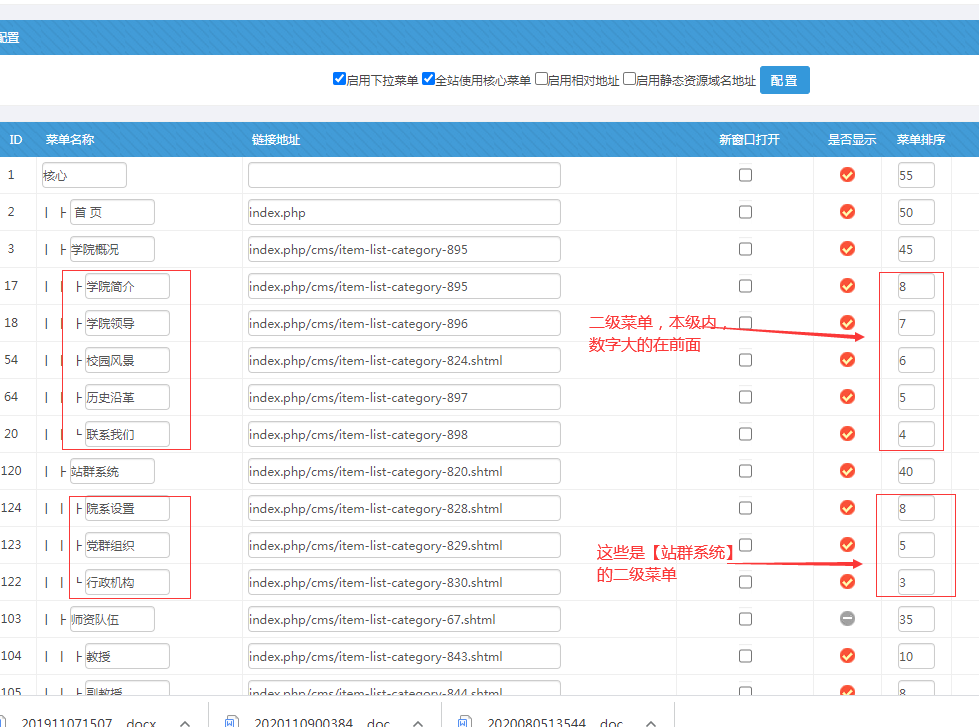 配置
启用下拉菜单 全站使用核心菜单 启用相对地址 启用静态资源域名地址 配置
ID 菜单名称 链接地址 新窗口打开 是否显示 菜单排序
1 核心 55
2 首 页 index.php 50
3 学院概况 index.php/cms/item-list-category-895 45
17 学院简介 index.php/cms/item-list-category-895 8
18 学院领导 index.php/cms/item-list-category-896 7
二级菜单，本级内，
数字大的在前面
54 校园风景 index.php/cms/item-list-category-824.shtml 6
64 历史沿革 index.php/cms/item-list-category-897 5
20 联系我们 index.php/cms/item-list-category-898 4
120 站群系统 index.php/cms/item-list-category-820.shtml 40
124 院系设置 index.php/cms/item-list-category-828.shtml 8
123 党群组织 index.php/cms/item-list-category-829.shtml 5
这些是【站群系统】
的二级菜单
122 行政机构 index.php/cms/item-list-category-830.shtml 3
103 师资队伍 index.php/cms/item-list-category-67.shtml 35
104 教授 index.php/cms/item-list-category-843.shtml 10
105 副教授 index.php/cms/item-list-category-844.shtml 8
201911071507 .docx 2020110900384 .doc 2020080513544 .doc